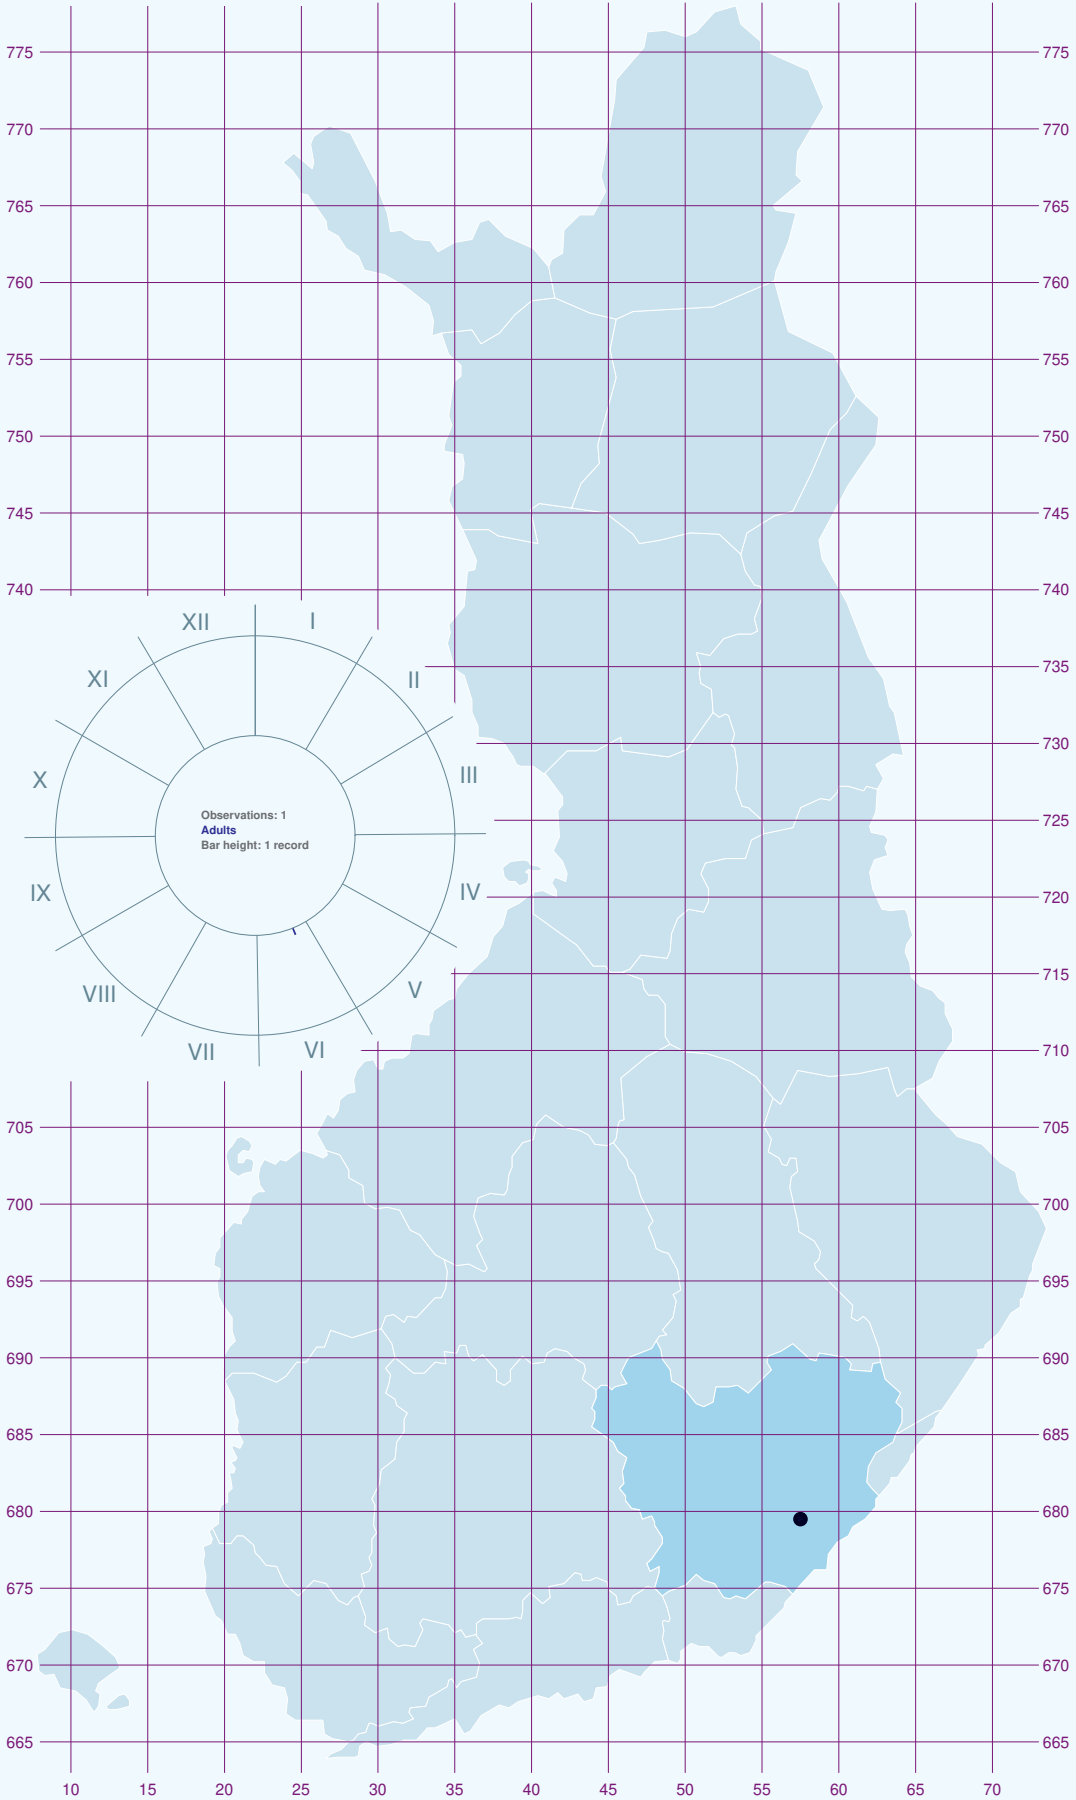 775 775
770 770
765 765
760 760
755 755
750 750
745 745
740 740
XII I
XI II
735
730
X III
Observations: 1
Adults
Bar height: 1 record
725
IX IV
720
VIII V
715
VII VI
710
705 705
700 700
695 695
690 690
685 685
680 680
675 675
670 670
665 665
10 15 20 25 30 35 40 45 50 55 60 65 70